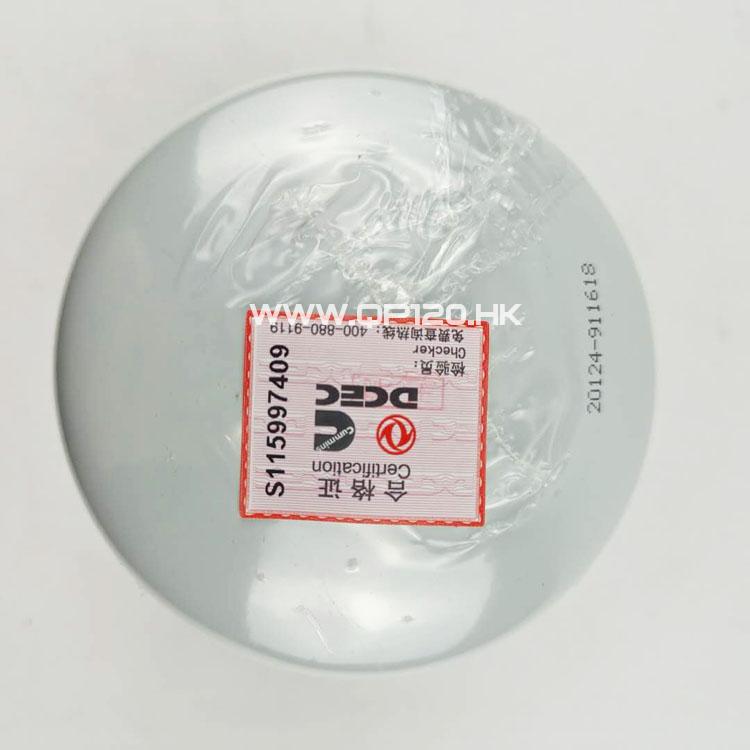 WWW.QP120.HK
合格证
Certification
Cummins
DCEC
检验员：
Checker
免费查询热线：400-880-9119
S115997409
20124-911618